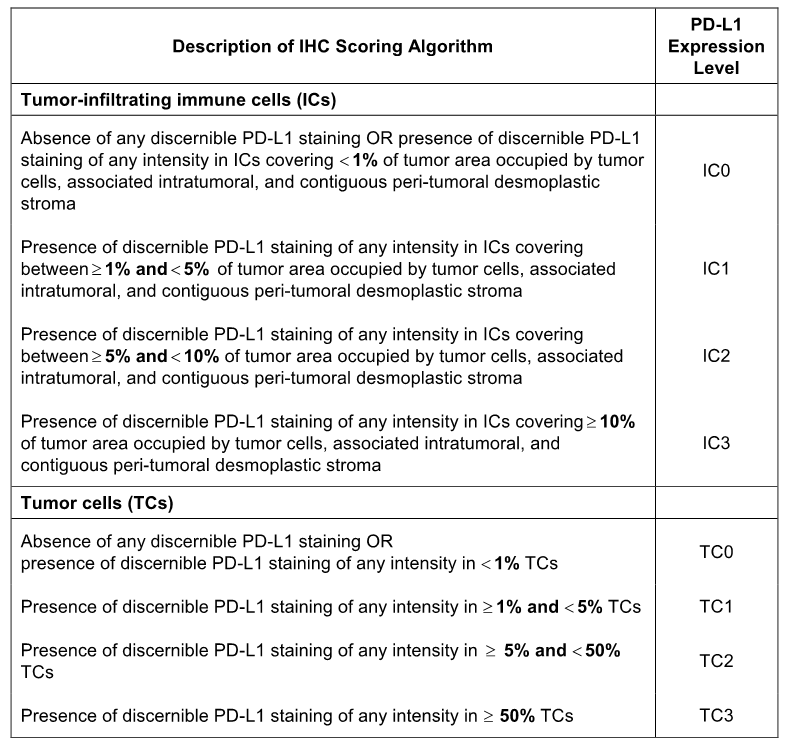 Description of IHC Scoring Algorithm
PD-L1
Expression
Level
Tumor-infiltrating immune cells (ICs)
Absence of any discernible PD-L1 staining OR presence of discernible PD-L1
staining of any intensity in ICs covering <1% of tumor area occupied by tumor
cells, associated intratumoral, and contiguous peri-tumoral desmoplastic
stroma
IC0
Presence of discernible PD-L1 staining of any intensity in ICs covering
between ≥1% and <5% of tumor area occupied by tumor cells, associated
intratumoral, and contiguous peri-tumoral desmoplastic stroma
IC1
Presence of discernible PD-L1 staining of any intensity in ICs covering
between ≥5% and <10% of tumor area occupied by tumor cells, associated
intratumoral, and contiguous peri-tumoral desmoplastic stroma
IC2
Presence of discernible PD-L1 staining of any intensity in ICs covering ≥10%
of tumor area occupied by tumor cells, associated intratumoral, and
contiguous peri-tumoral desmoplastic stroma
IC3
Tumor cells (TCs)
Absence of any discernible PD-L1 staining OR
presence of discernible PD-L1 staining of any intensity in <1% TCs
TC0
Presence of discernible PD-L1 staining of any intensity in ≥1% and <5% TCs
TC1
Presence of discernible PD-L1 staining of any intensity in ≥ 5% and <50%
TCs
TC2
Presence of discernible PD-L1 staining of any intensity in ≥ 50% TCs
TC3